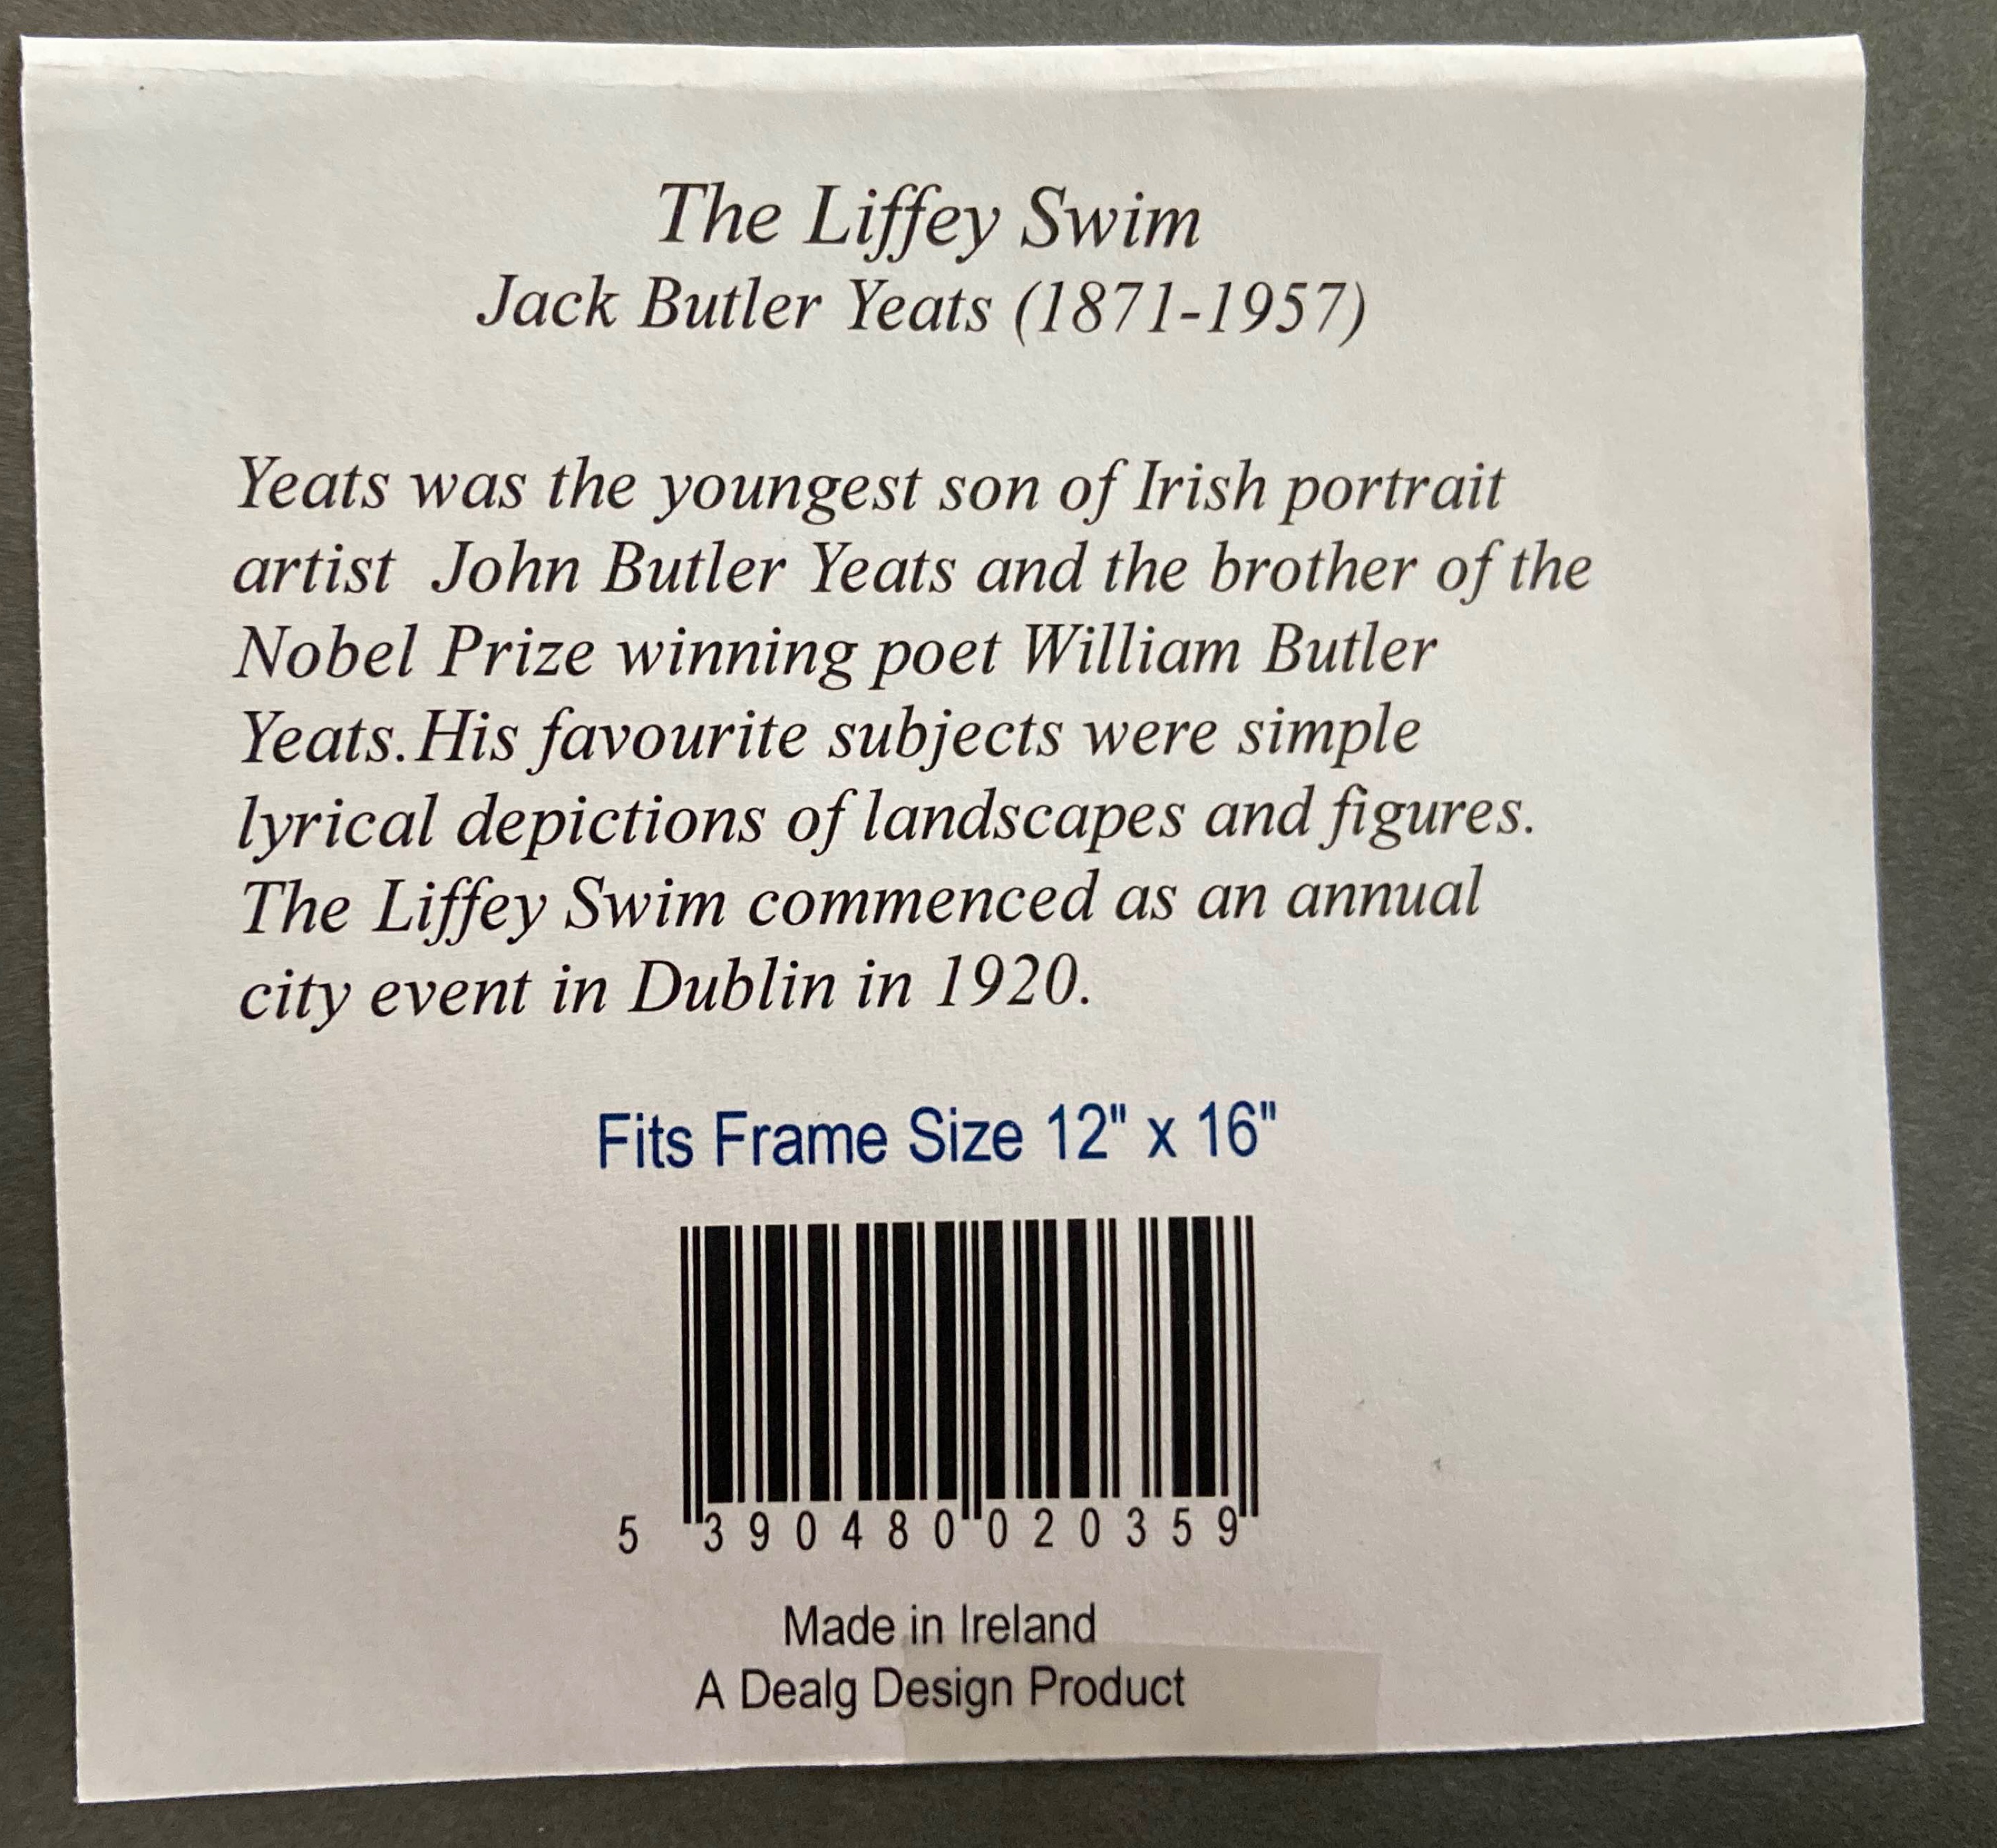 The Liffey Swim
Jack Butler Yeats (1871-1957)
Yeats was the youngest son of Irish portrait
artist John Butler Yeats and the brother of the
Nobel Prize winning poet William Butler
Yeats.His favourite subjects were simple
lyrical depictions of landscapes and figures.
The Liffey Swim commenced as an annual
city event in Dublin in 1920.
Fits Frame Size 12" x 16"
5 390480 020359
Made in Ireland
A Dealg Design Product